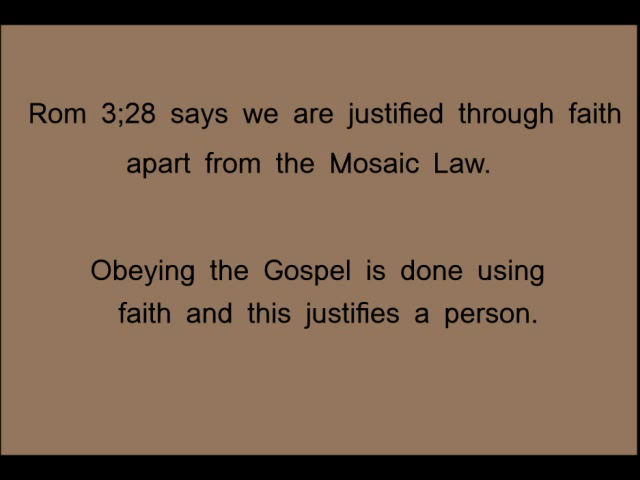 Rom 3;28 says we are justified through faith
apart from the Mosaic Law.
Obeying the Gospel is done using
faith and this justifies a person.